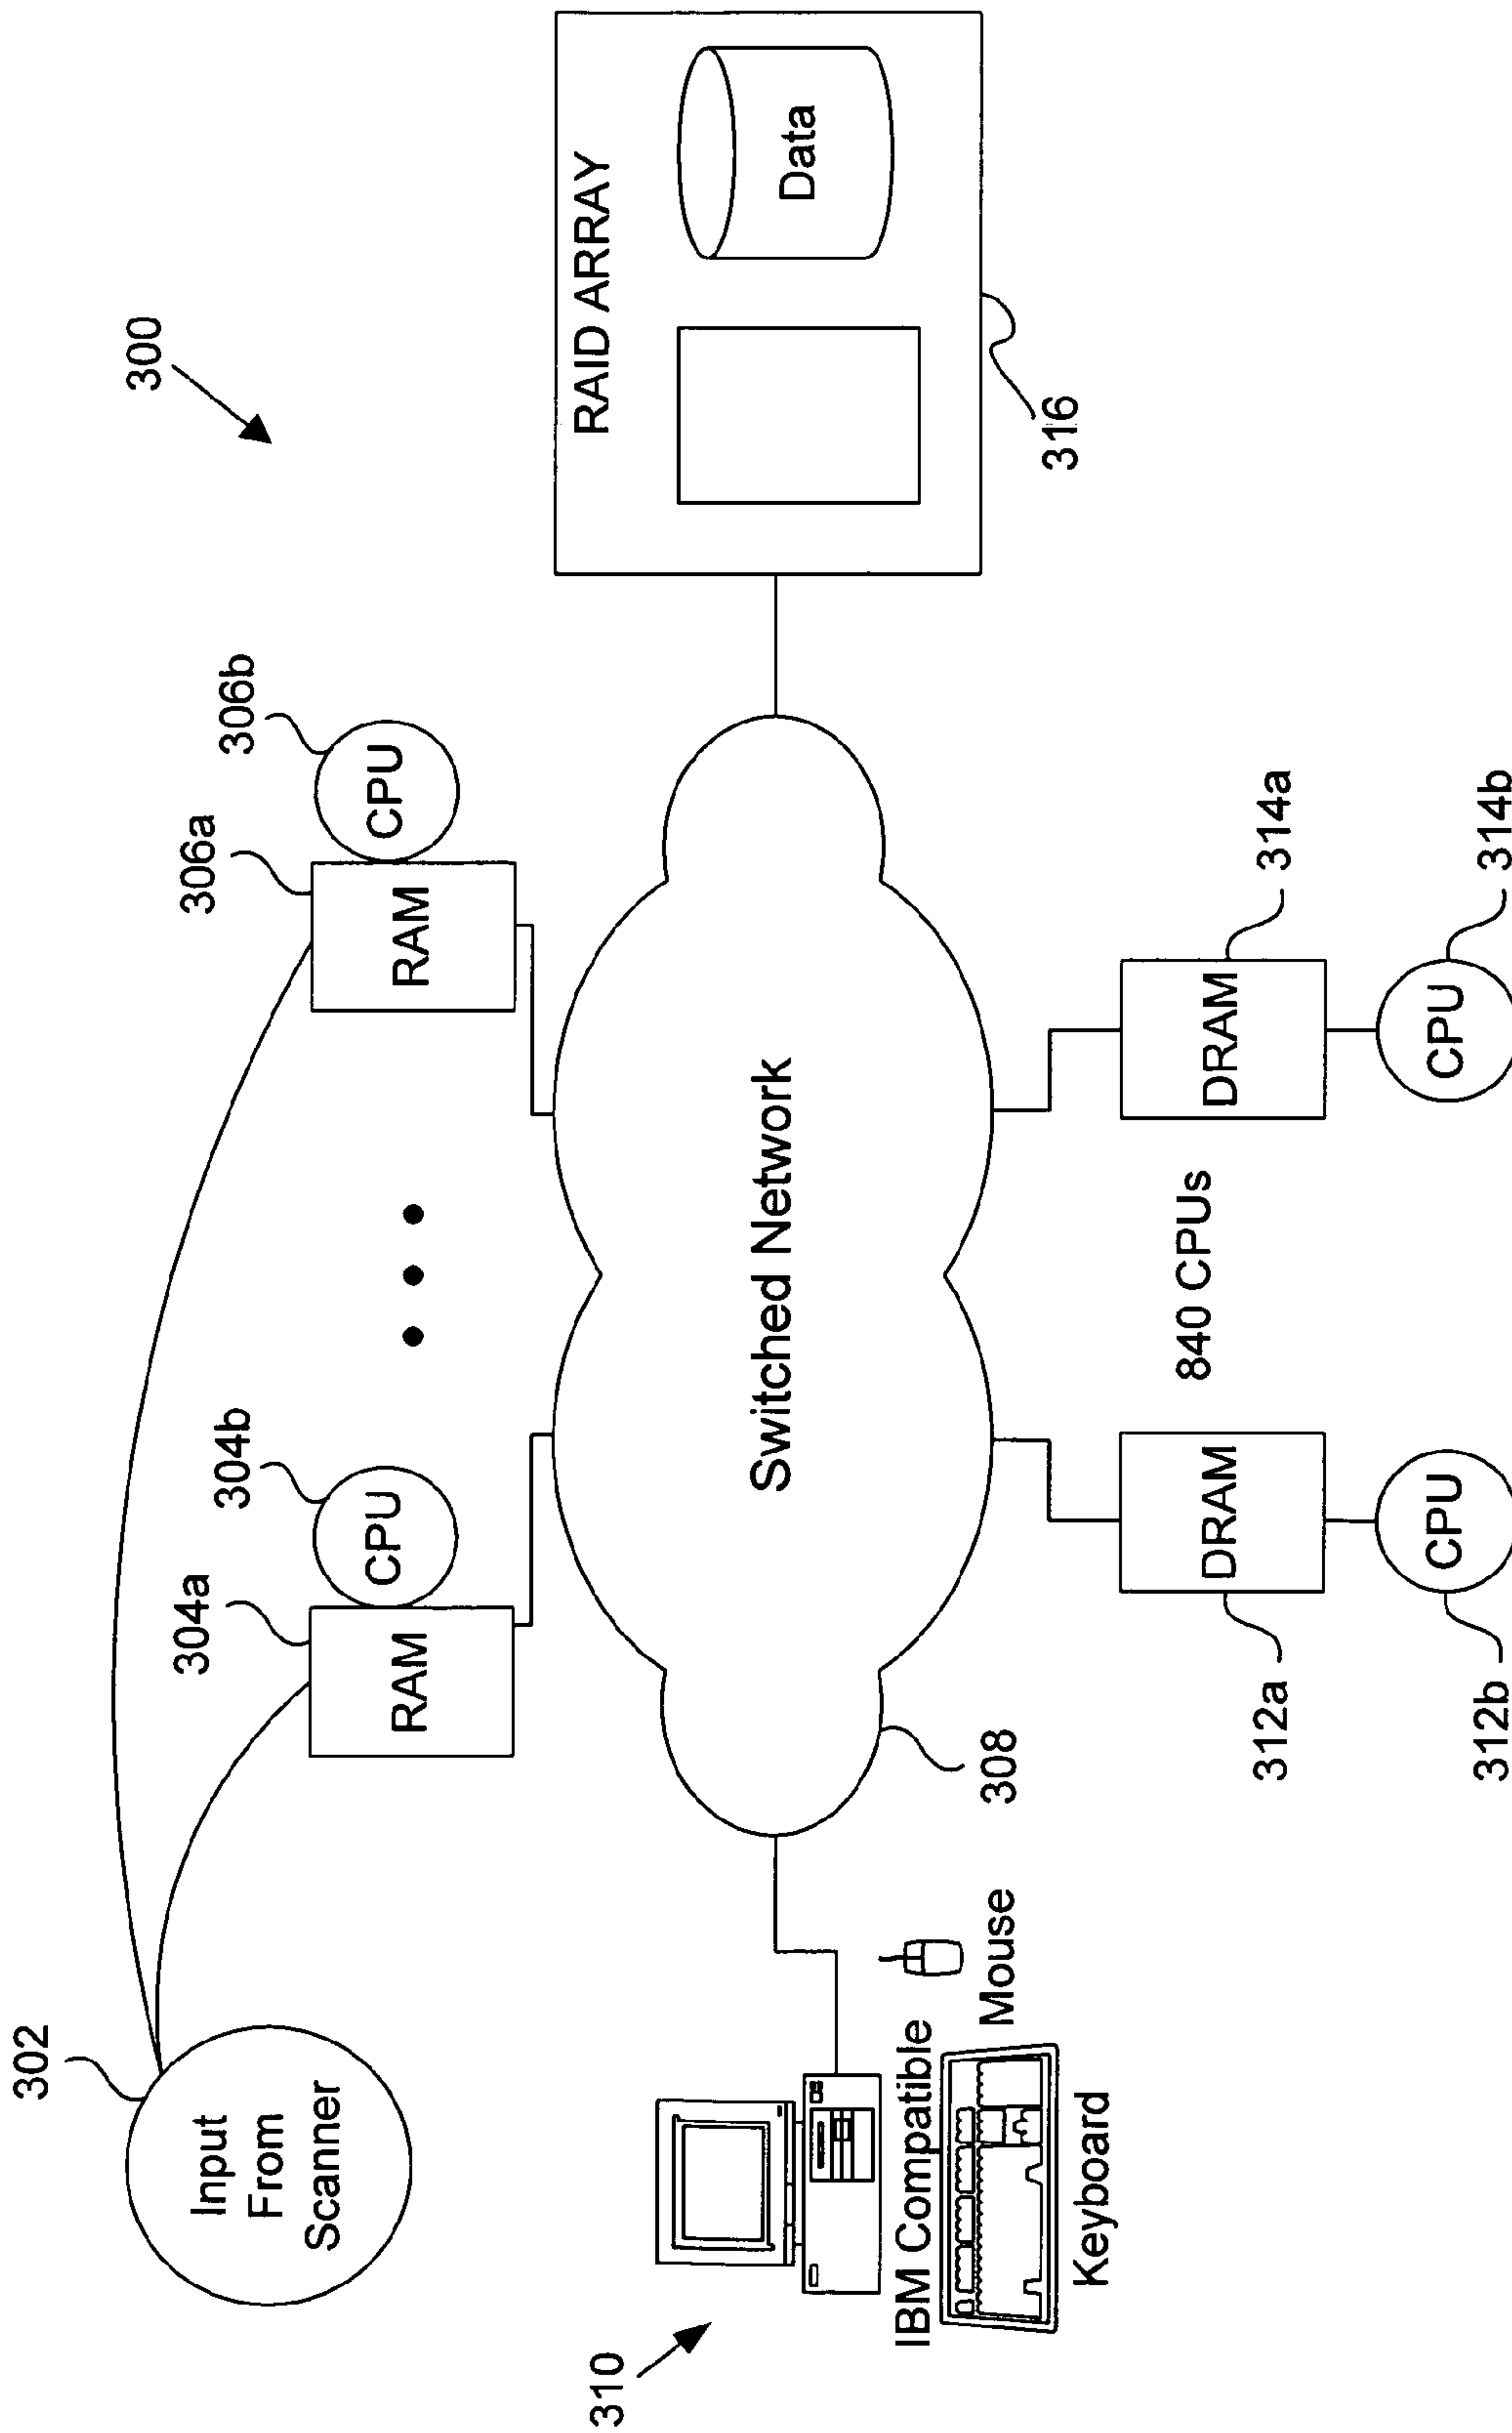 300
302
Input
From
Scanner
304a
304b
RAM
CPU
306a
306b
RAM
CPU
RAID ARRAY
Data
316
Switched Network
308
310
IBM Compatible
Mouse
Keyboard
DRAM
312a
CPU
312b
840 CPUs
DRAM
314a
CPU
314b